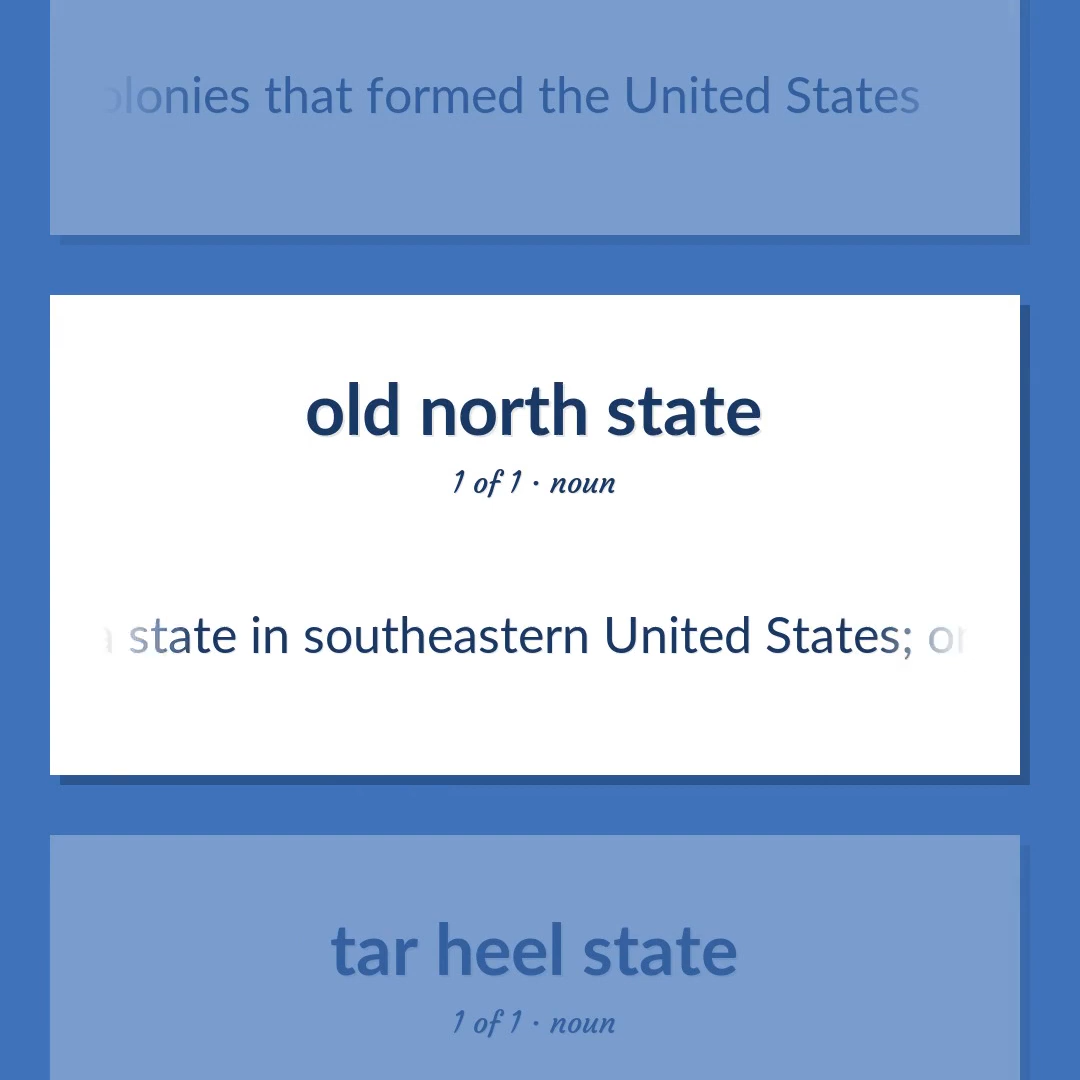 olonies that formed the United States
old north state
1 of 1 · noun
a state in southeastern United States; or
tar heel state
1 of 1 · noun